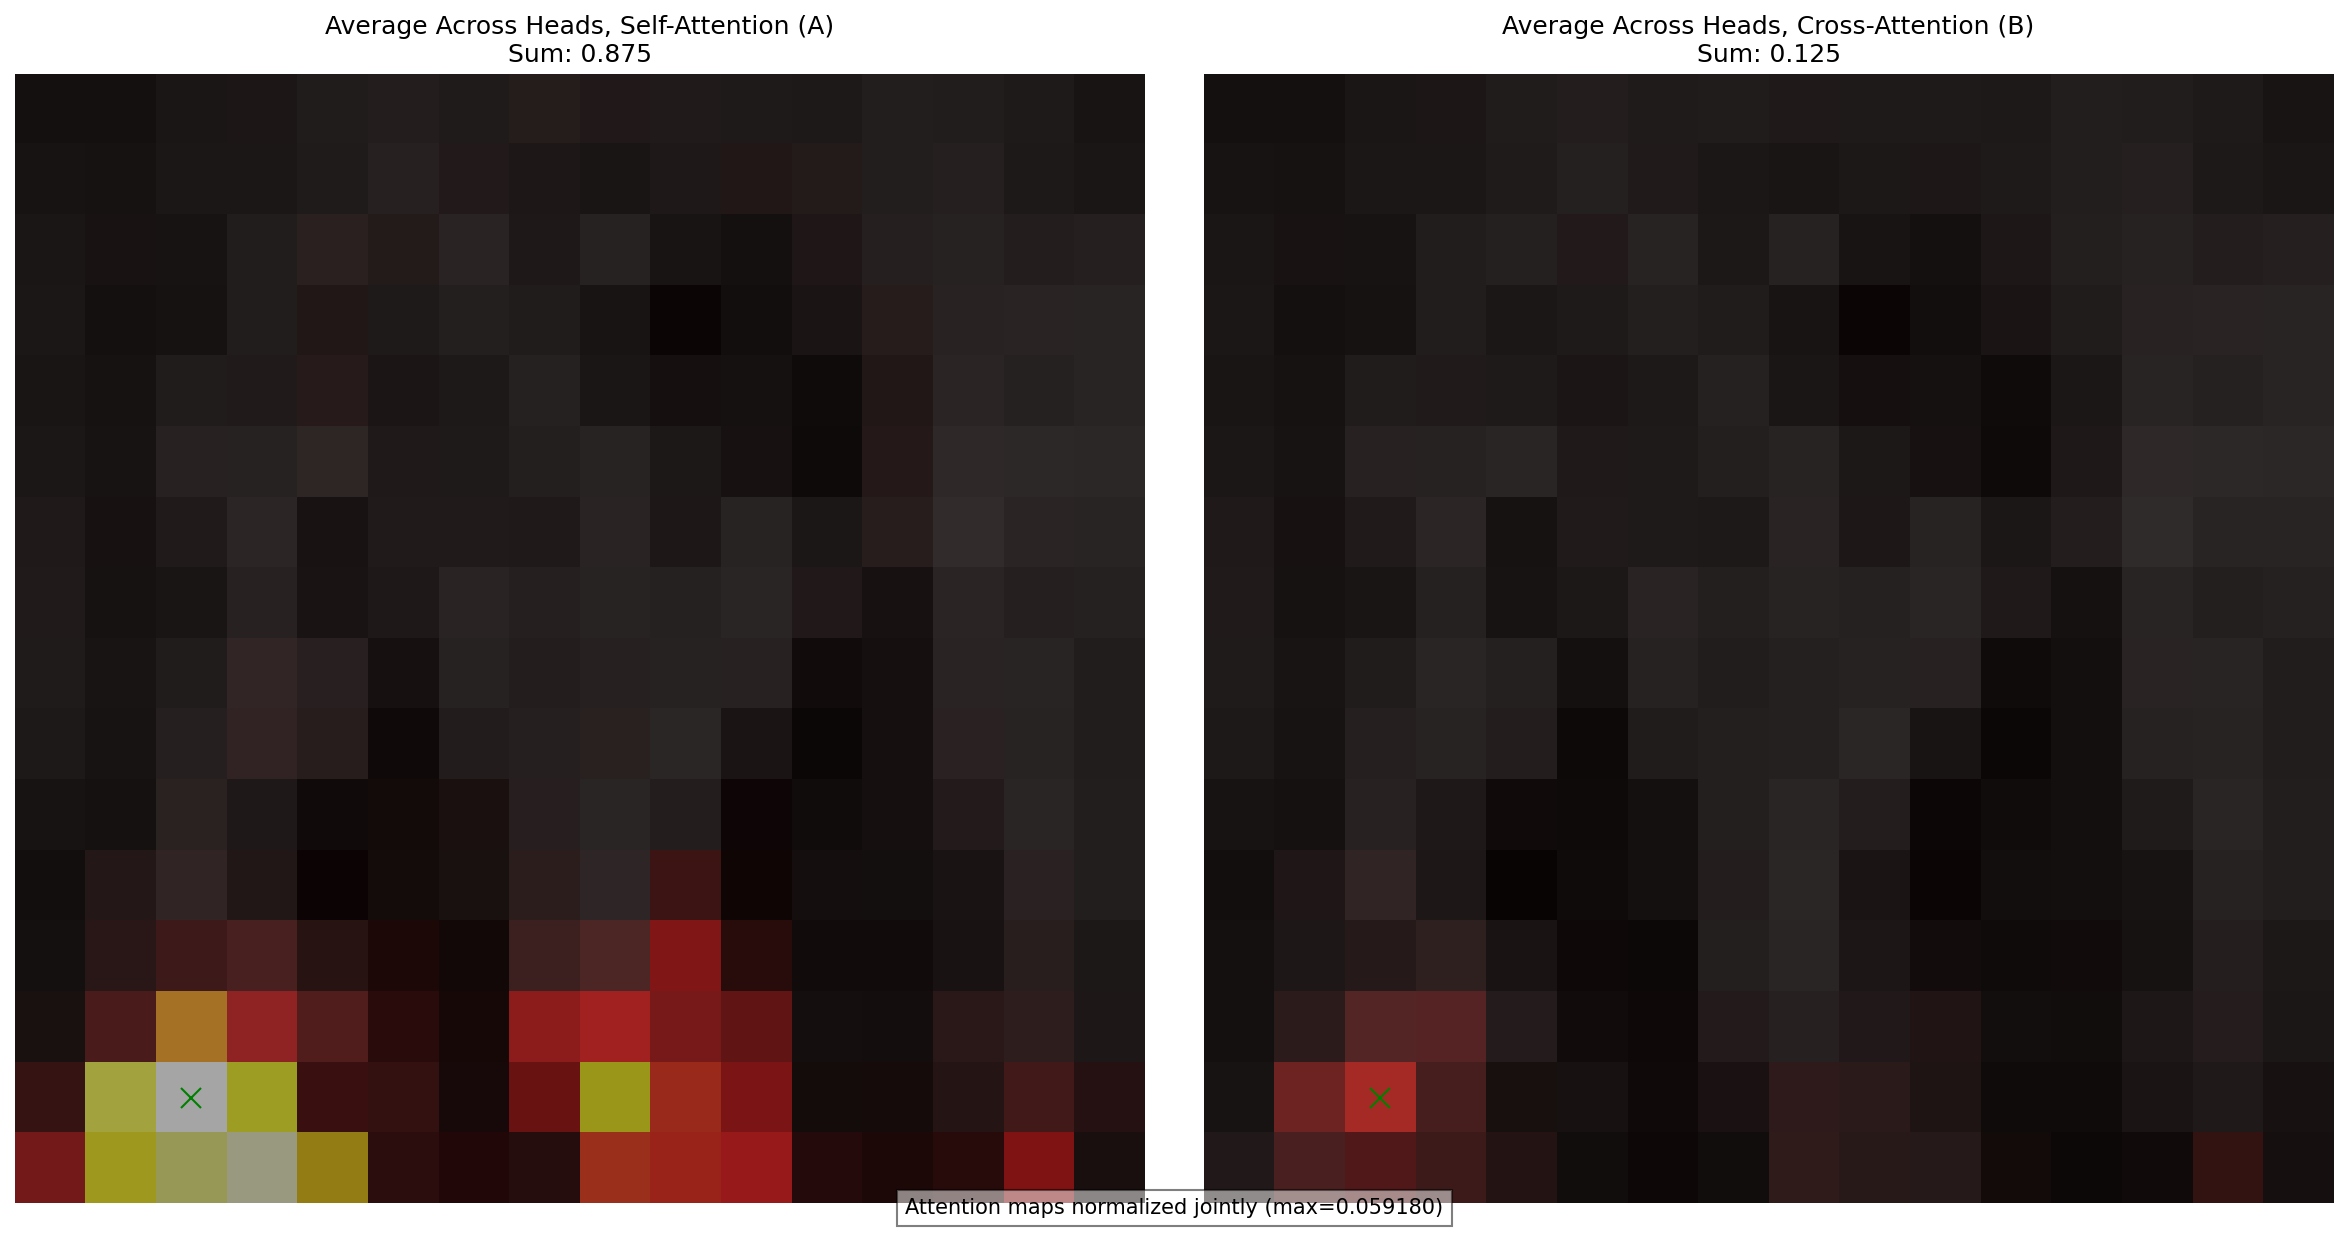 Average Across Heads, Self-Attention (A)
Sum: 0.875
Average Across Heads, Cross-Attention (B)
Sum: 0.125
Attention maps normalized jointly (max=0.059180)